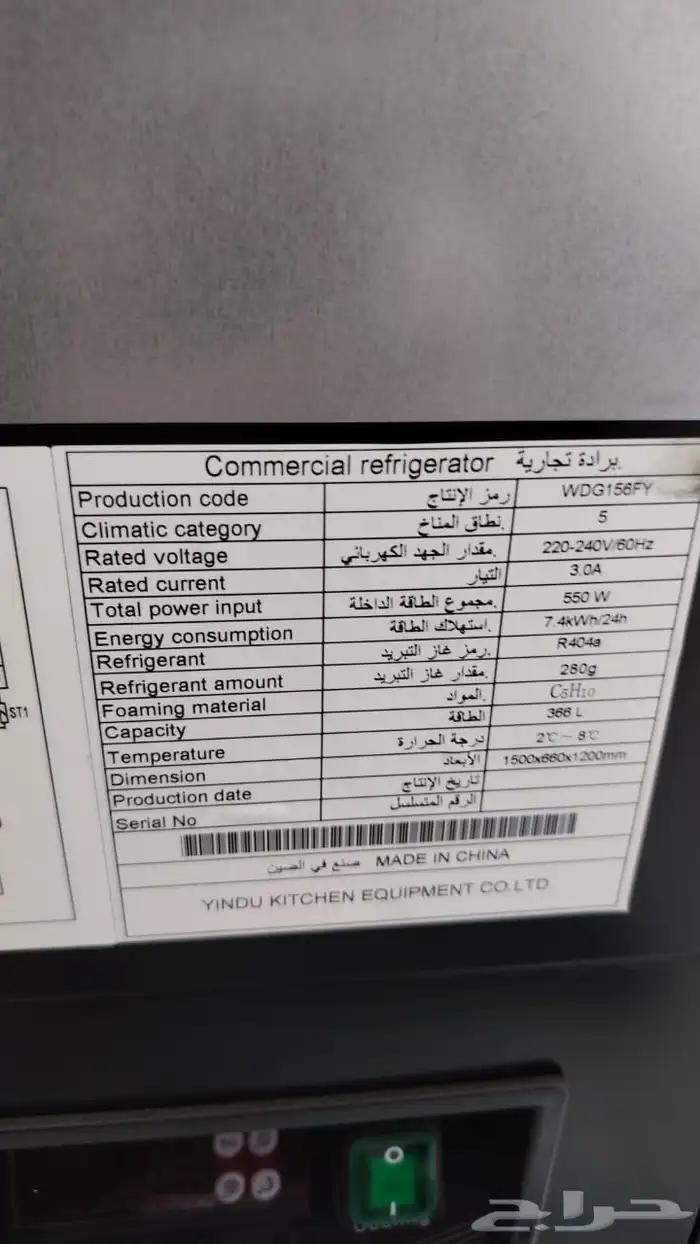 Commercial refrigerator برادة تجارية.
Production code رمز الإنتاج WDG156FY
Climatic category نطاق المناخ. 5
Rated voltage مقدار الجهد الكهربائي. 220-240V/60Hz
Rated current التيار 3.0A
Total power input مجموع الطاقة الداخلة. 550 W
Energy consumption استهلاك الطاقة. 7.4kWh/24h
Refrigerant رمز غاز التبريد. R404a
Refrigerant amount مقدار غاز التبريد. 280g
Foaming material المواد. C5H10
Capacity الطاقة 366 L
Temperature درجة الحرارة 2℃~8℃
Dimension الأبعاد 1500x660x1200mm
Production date تاريخ الإنتاج
Serial No الرقم المتسلسل
صنع في الصين MADE IN CHINA
YINDU KITCHEN EQUIPMENT CO.LTD
ST1
حراج